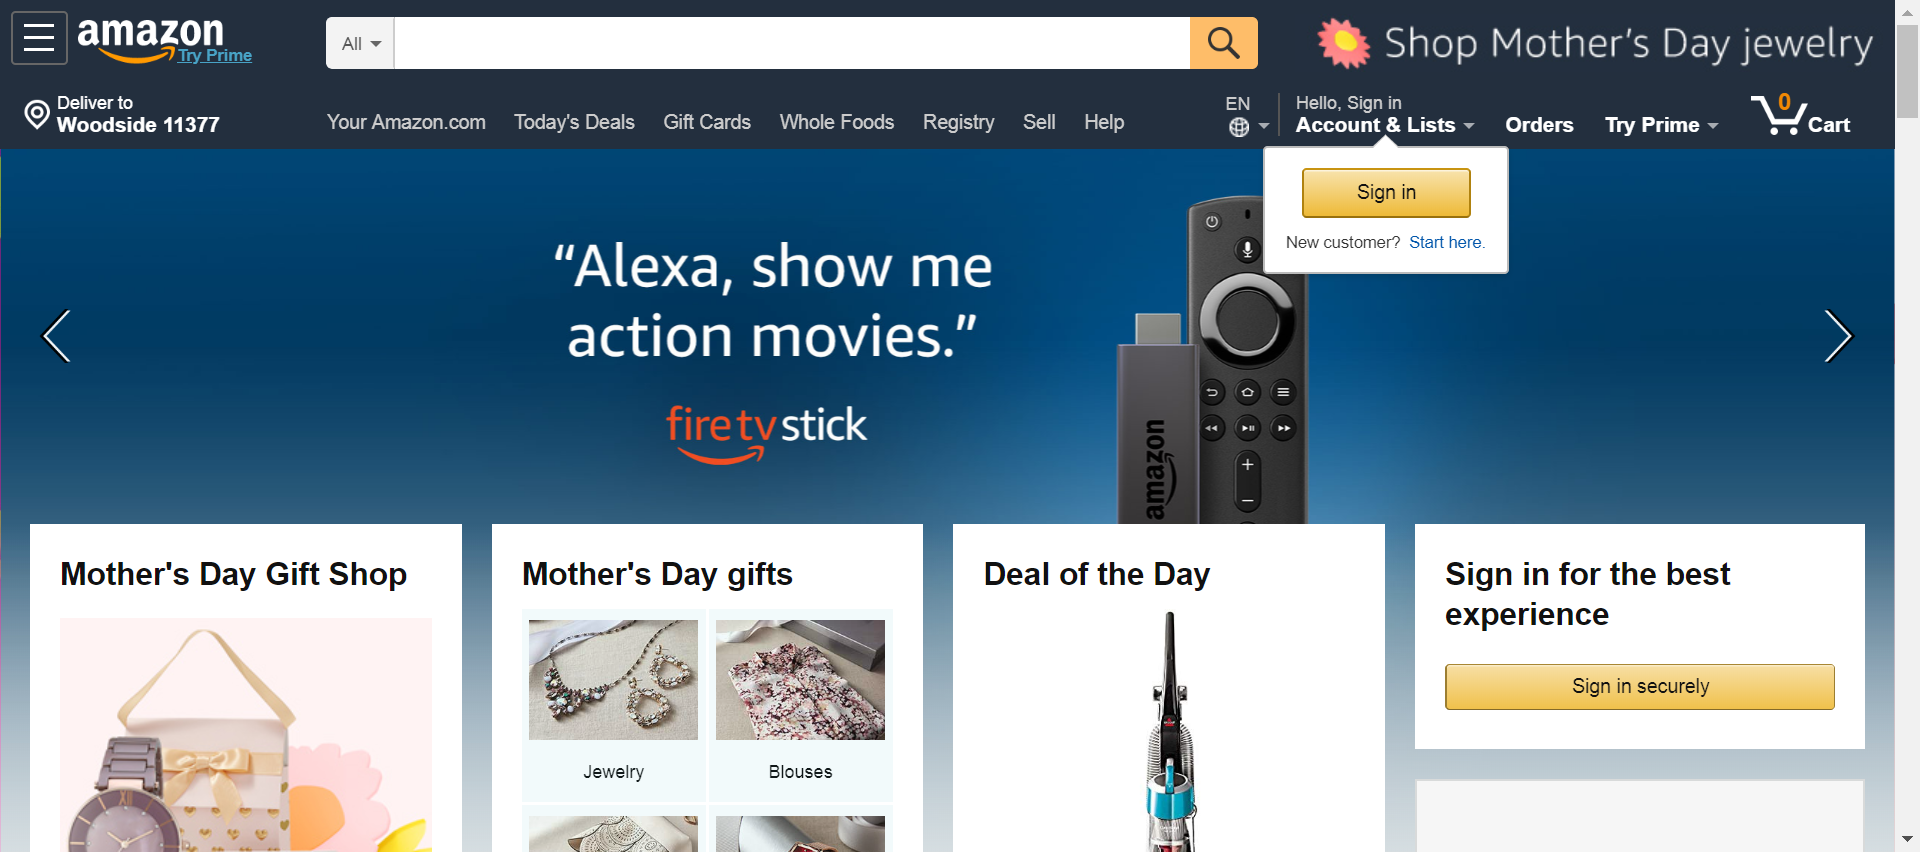 amazon
Try Prime
All
Shop Mother's Day jewelry
Deliver to
Woodside 11377
Your Amazon.com
Today's Deals
Gift Cards
Whole Foods
Registry
Sell
Help
EN
Hello, Sign in
Account & Lists
Orders
Try Prime
0
Cart
Sign in
New customer? Start here.
“Alexa, show me
action movies.”
fire tv stick
amazon
Mother's Day Gift Shop
Mother's Day gifts
Jewelry
Blouses
Deal of the Day
Sign in for the best
experience
Sign in securely